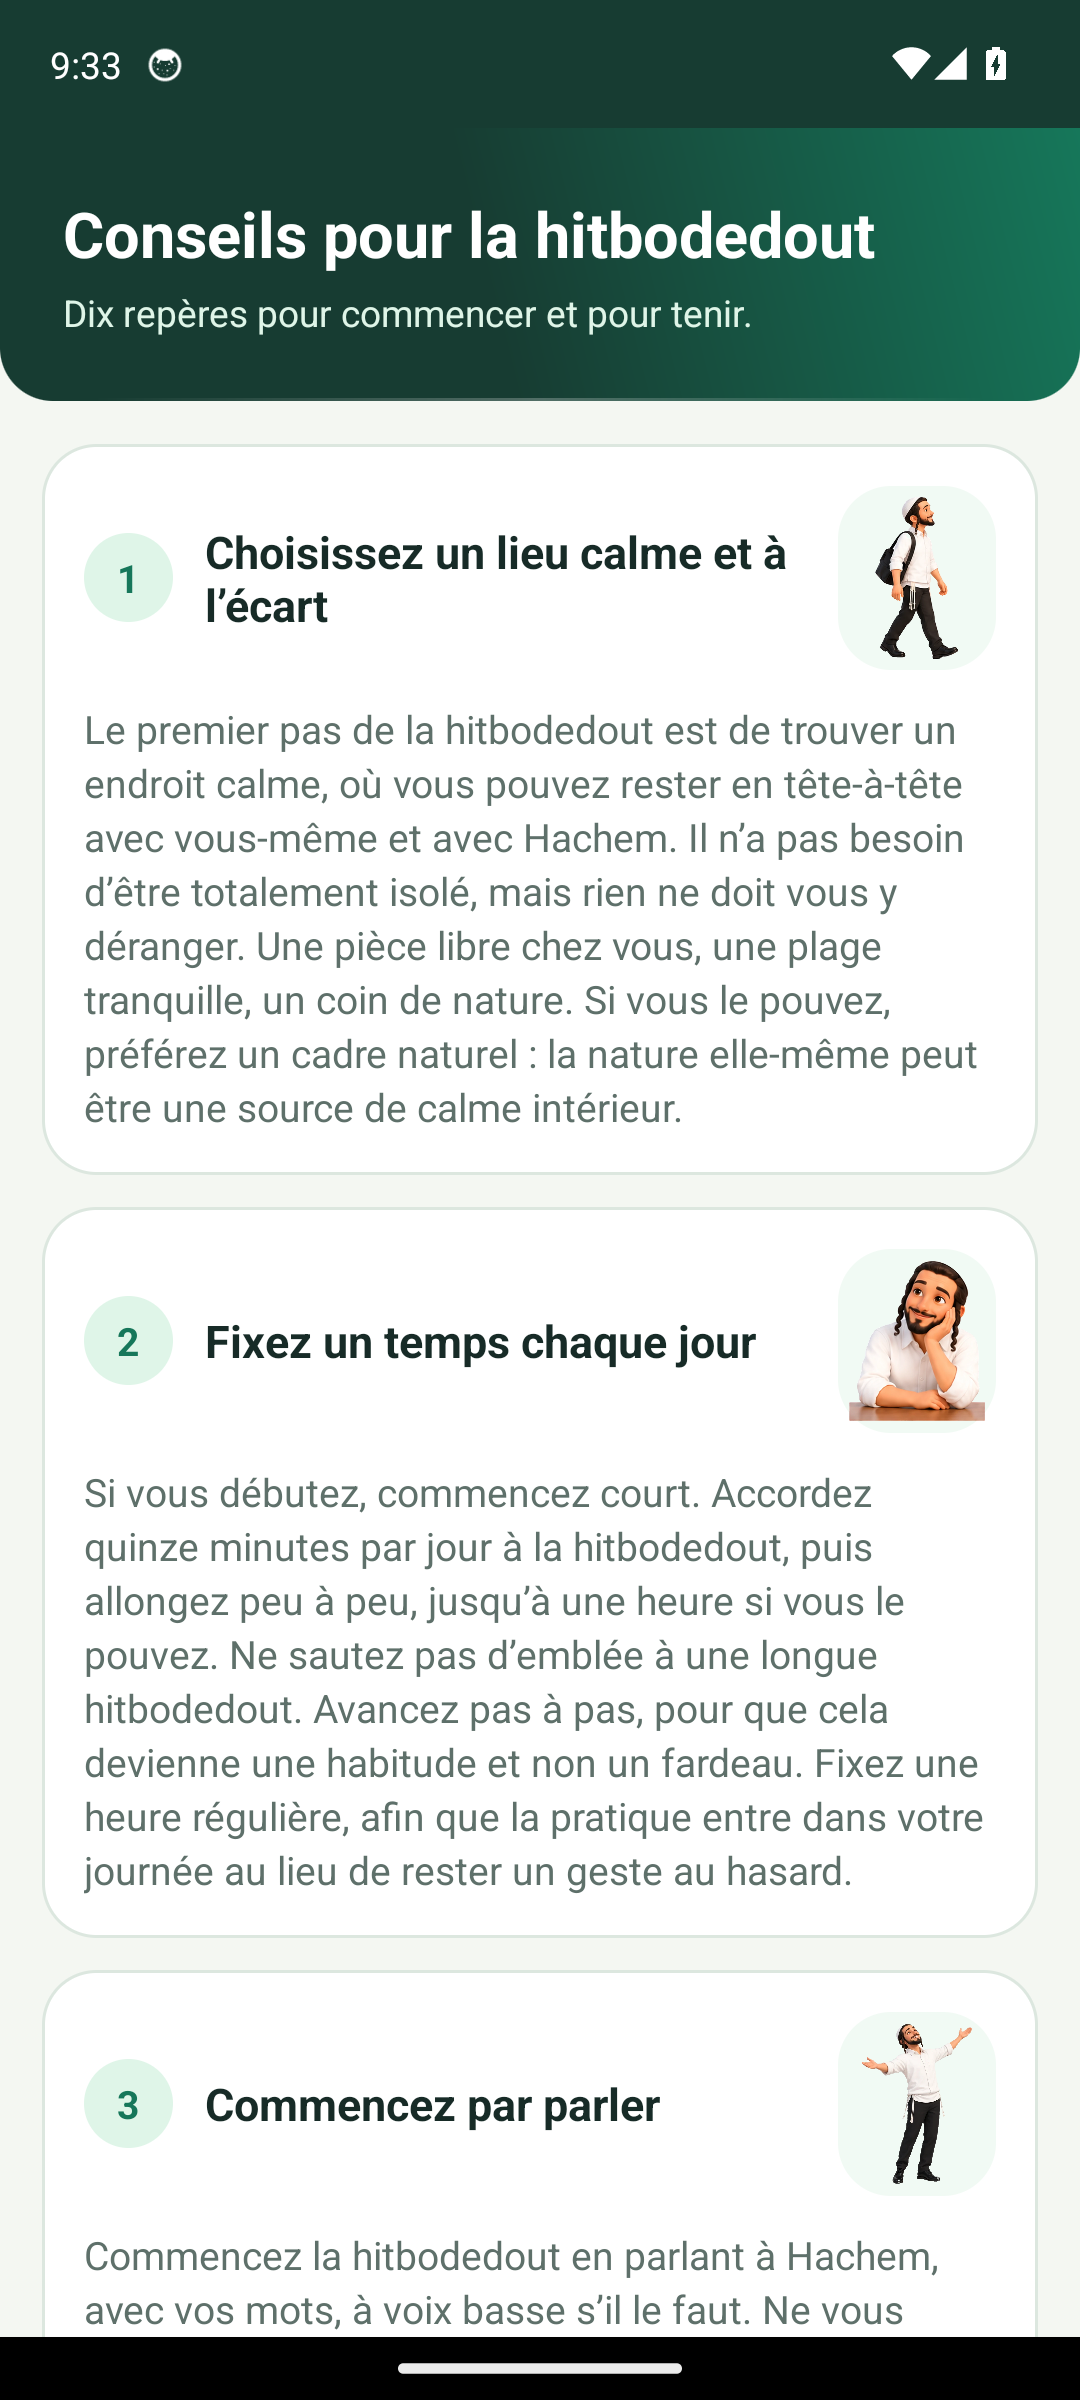 9:33
Conseils pour la hitbodedout
Dix repères pour commencer et pour tenir.
1
Choisissez un lieu calme et à
l’écart
Le premier pas de la hitbodedout est de trouver un
endroit calme, où vous pouvez rester en tête-à-tête
avec vous-même et avec Hachem. Il n’a pas besoin
d’être totalement isolé, mais rien ne doit vous y
déranger. Une pièce libre chez vous, une plage
tranquille, un coin de nature. Si vous le pouvez,
préférez un cadre naturel : la nature elle-même peut
être une source de calme intérieur.
2
Fixez un temps chaque jour
Si vous débutez, commencez court. Accordez
quinze minutes par jour à la hitbodedout, puis
allongez peu à peu, jusqu’à une heure si vous le
pouvez. Ne sautez pas d’emblée à une longue
hitbodedout. Avancez pas à pas, pour que cela
devienne une habitude et non un fardeau. Fixez une
heure régulière, afin que la pratique entre dans votre
journée au lieu de rester un geste au hasard.
3
Commencez par parler
Commencez la hitbodedout en parlant à Hachem,
avec vos mots, à voix basse s’il le faut. Ne vous